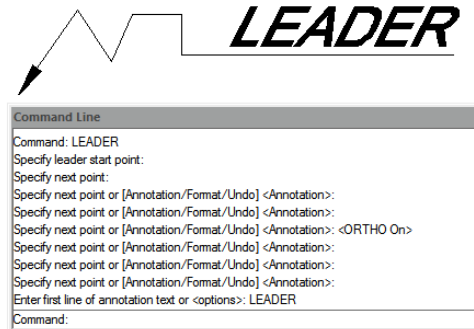 LEADER
Command Line
Command: LEADER
Specify leader start point:
Specify next point:
Specify next point or [Annotation/Format/Undo] <Annotation>:
Specify next point or [Annotation/Format/Undo] <Annotation>:
Specify next point or [Annotation/Format/Undo] <Annotation>: <ORTHO On>
Specify next point or [Annotation/Format/Undo] <Annotation>:
Specify next point or [Annotation/Format/Undo] <Annotation>:
Specify next point or [Annotation/Format/Undo] <Annotation>:
Enter first line of annotation text or <options>: LEADER
Command: